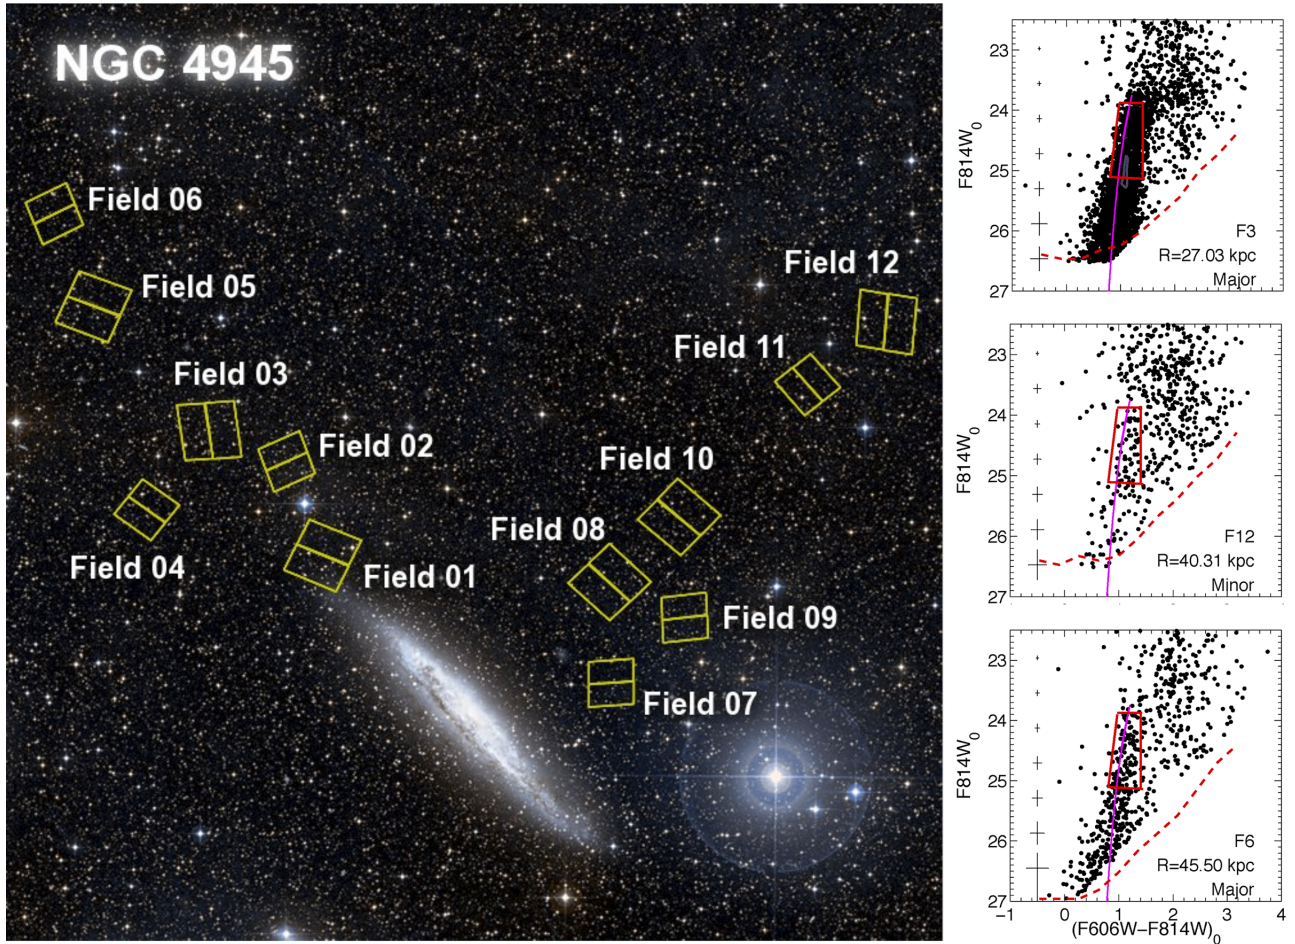 NGC 4945
Field 06
Field 05
Field 03
Field 02
Field 04
Field 01
Field 12
Field 11
Field 10
Field 08
Field 09
Field 07
23
24
25
26
27
F814W₀
F3
R=27.03 kpc
Major
23
24
25
26
27
F814W₀
F12
R=40.31 kpc
Minor
23
24
25
26
27
F814W₀
F6
R=45.50 kpc
Major
−1 0 1 2 3 4
(F606W−F814W)₀